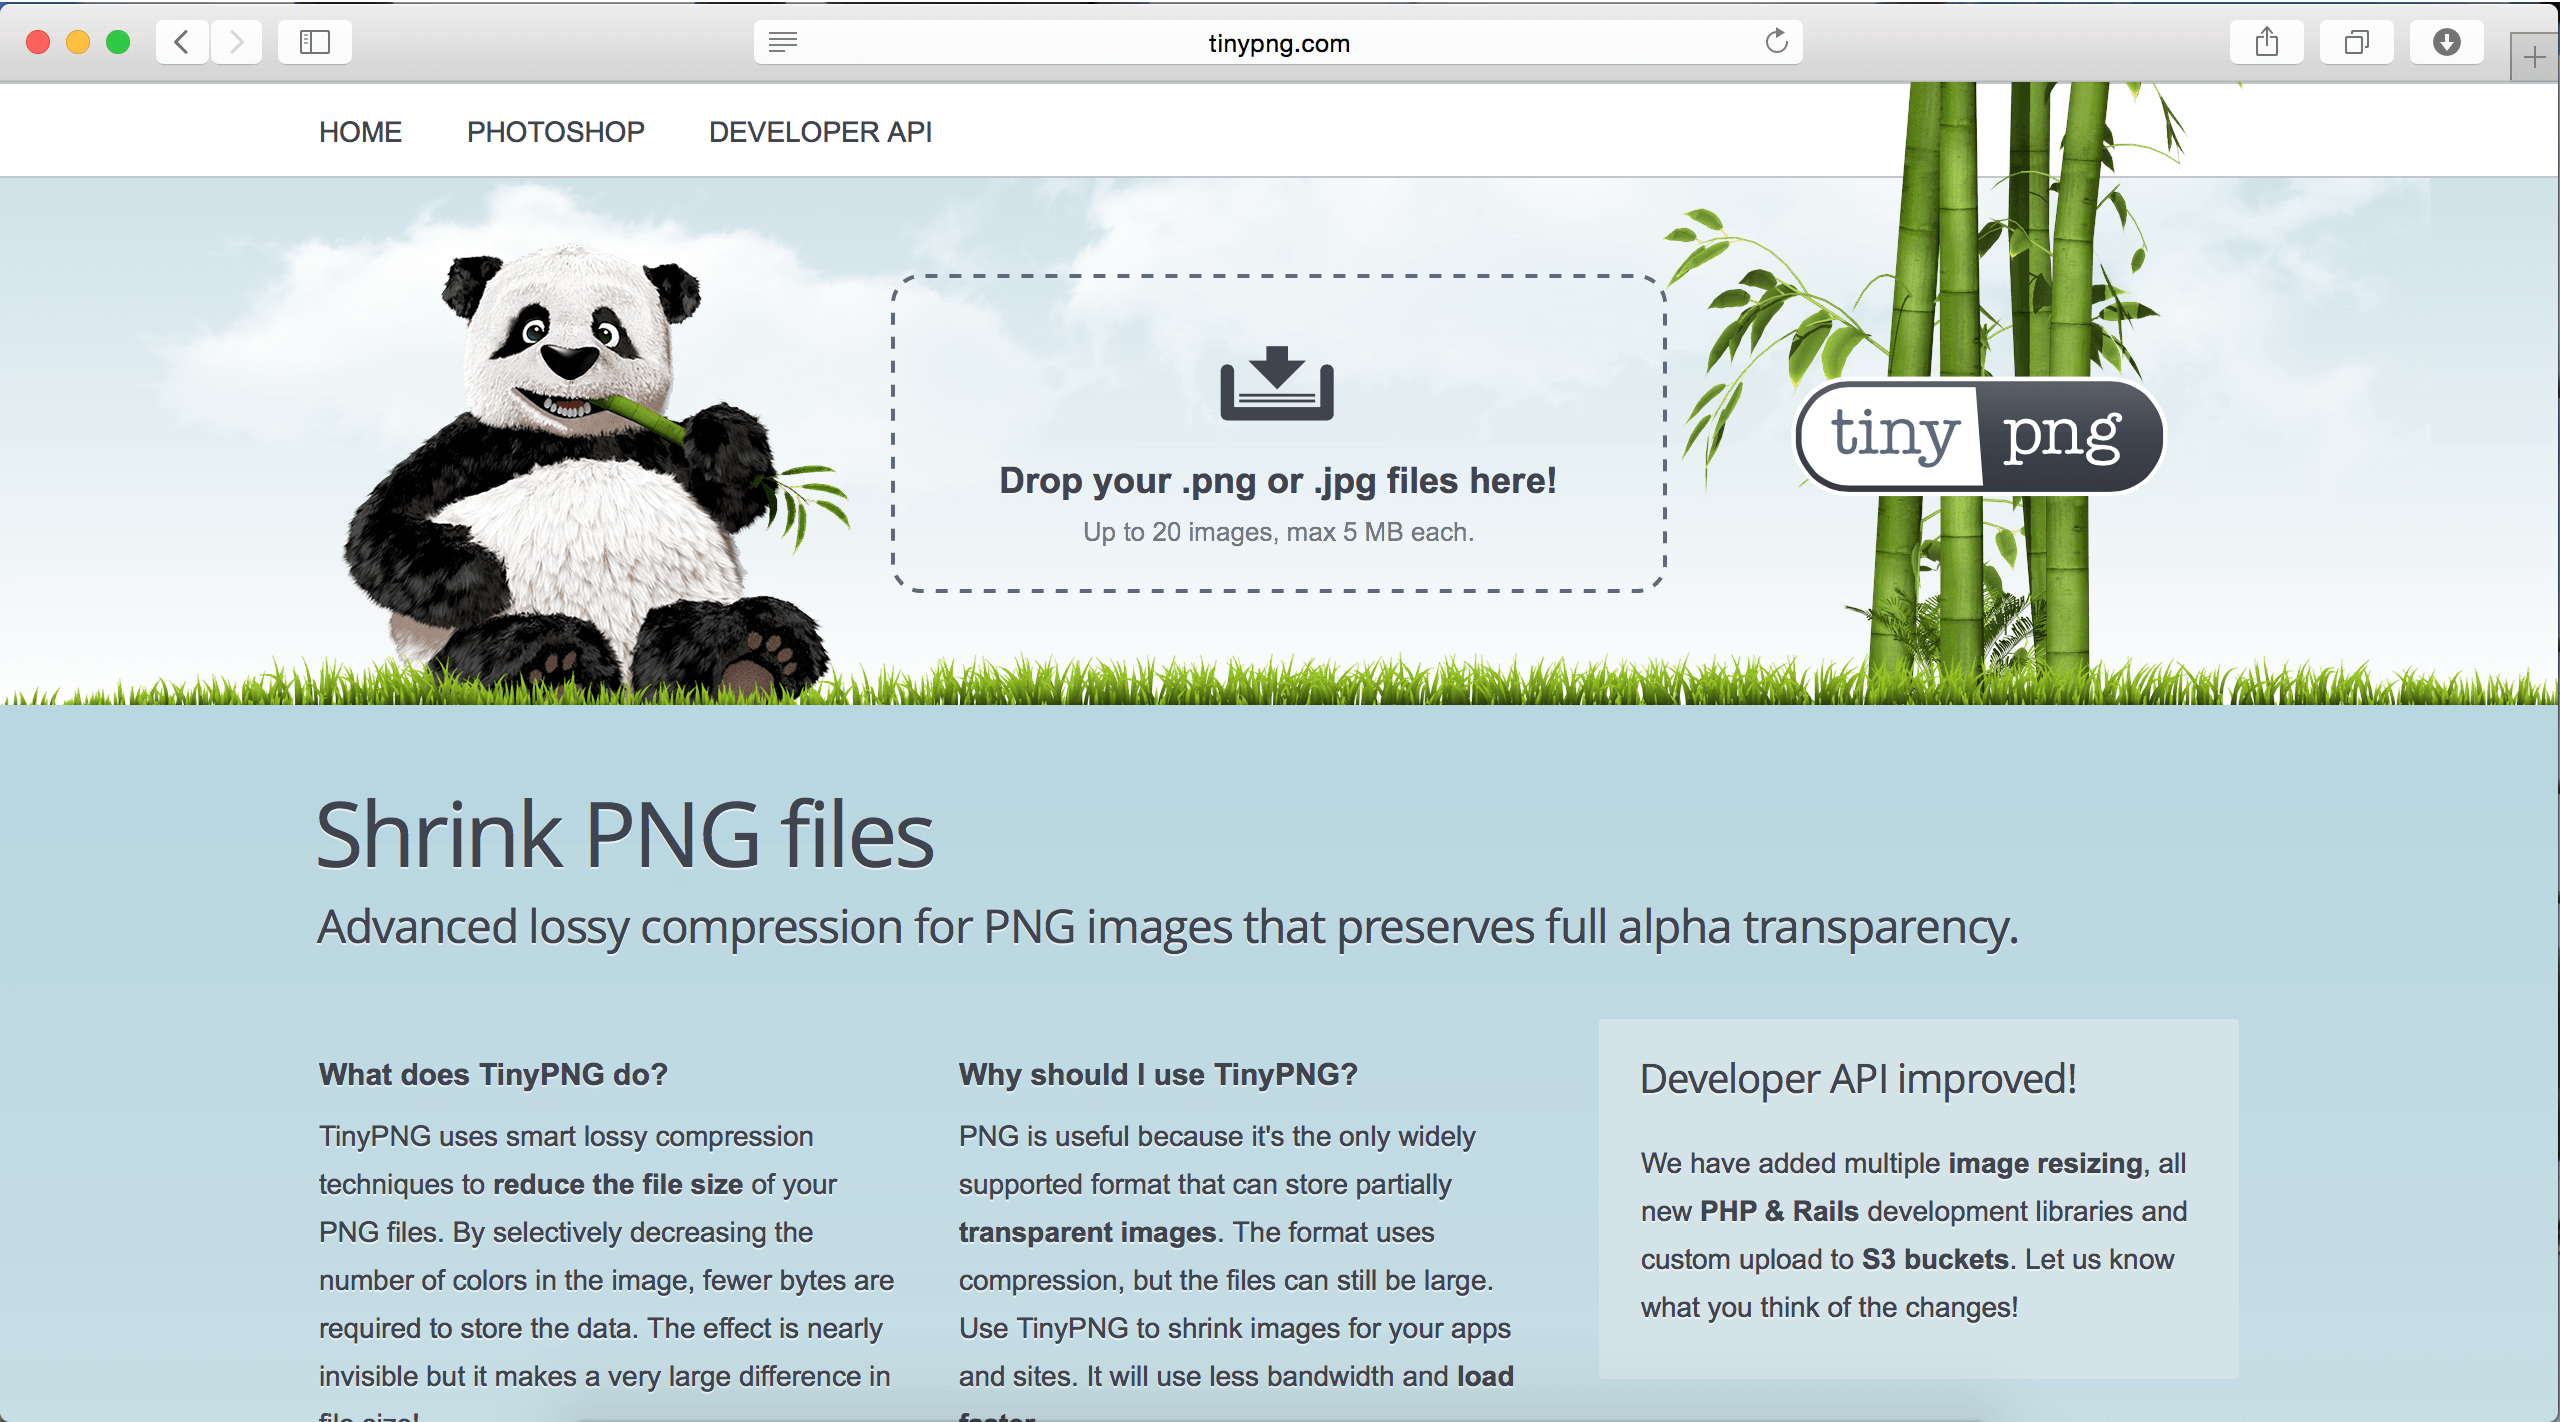 tinypng.com
HOME PHOTOSHOP DEVELOPER API
Drop your .png or .jpg files here!
Up to 20 images, max 5 MB each.
tiny png
Shrink PNG files
Advanced lossy compression for PNG images that preserves full alpha transparency.
What does TinyPNG do?
TinyPNG uses smart lossy compression
techniques to reduce the file size of your
PNG files. By selectively decreasing the
number of colors in the image, fewer bytes are
required to store the data. The effect is nearly
invisible but it makes a very large difference in
file size!
Why should I use TinyPNG?
PNG is useful because it's the only widely
supported format that can store partially
transparent images. The format uses
compression, but the files can still be large.
Use TinyPNG to shrink images for your apps
and sites. It will use less bandwidth and load
faster
Developer API improved!
We have added multiple image resizing, all
new PHP & Rails development libraries and
custom upload to S3 buckets. Let us know
what you think of the changes!